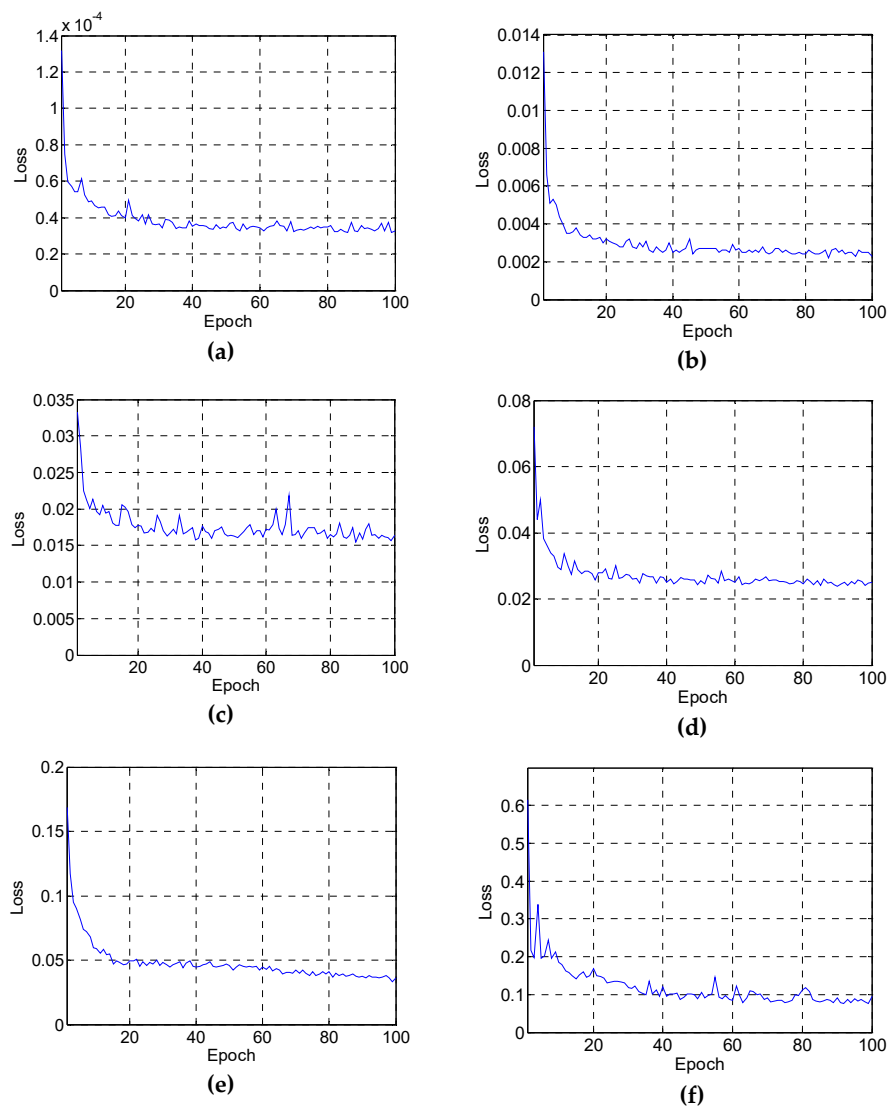 x 10^-4
1.4
1.2
1
0.8
0.6
0.4
0.2
0
Loss
20 40 60 80 100
Epoch
(a)
0.014
0.012
0.01
0.008
0.006
0.004
0.002
0
Loss
20 40 60 80 100
Epoch
(b)
0.035
0.03
0.025
0.02
0.015
0.01
0.005
0
Loss
20 40 60 80 100
Epoch
(c)
0.08
0.06
0.04
0.02
0
Loss
20 40 60 80 100
Epoch
(d)
0.2
0.15
0.1
0.05
0
Loss
20 40 60 80 100
Epoch
(e)
0.6
0.5
0.4
0.3
0.2
0.1
0
Loss
20 40 60 80 100
Epoch
(f)